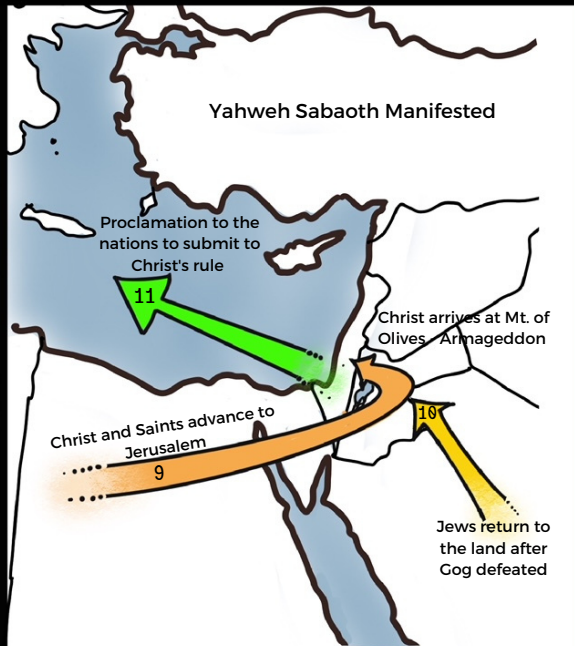 Yahweh Sabaoth Manifested
Proclamation to the
nations to submit to
Christ's rule
11
Christ arrives at Mt. of
Olives - Armageddon
Christ and Saints advance to
Jerusalem
9
10
Jews return to
the land after
Gog defeated